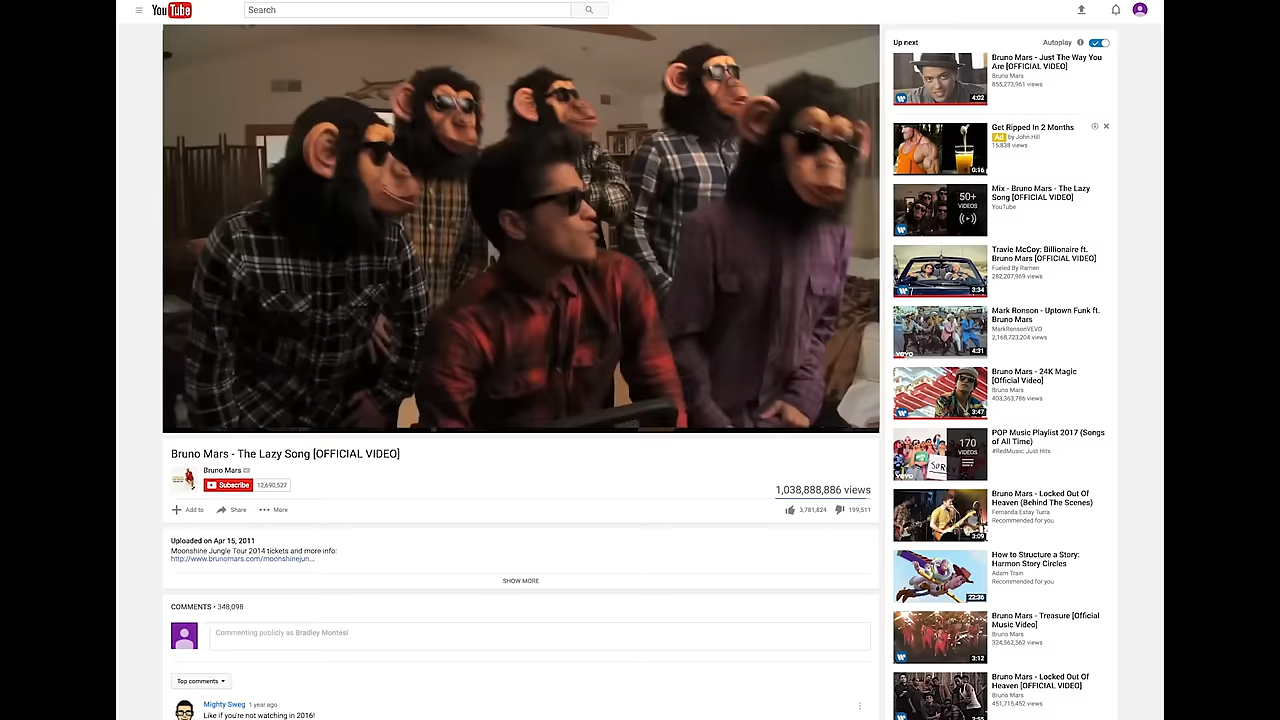 YouTube
Search
Bruno Mars - The Lazy Song [OFFICIAL VIDEO]
Bruno Mars
Subscribe 12,690,527
1,038,888,886 views
Add to Share More
3,781,824 199,511
Uploaded on Apr 15, 2011
Moonshine Jungle Tour 2014 tickets and more info:
http://www.brunomars.com/moonshinejun...
SHOW MORE
COMMENTS • 348,098
Commenting publicly as Bradley Montesi
Top comments
Mighty Sweg 1 year ago
Like if you're not watching in 2016!
Up next
Autoplay
Bruno Mars - Just The Way You
Are [OFFICIAL VIDEO]
Bruno Mars
855,273,961 views
4:02
Get Ripped In 2 Months
Ad by John Hill
15,838 views
0:16
Mix - Bruno Mars - The Lazy
Song [OFFICIAL VIDEO]
YouTube
50+
VIDEOS
Travie McCoy: Billionaire ft.
Bruno Mars [OFFICIAL VIDEO]
Fueled By Ramen
282,207,969 views
3:34
Mark Ronson - Uptown Funk ft.
Bruno Mars
MarkRonsonVEVO
2,168,723,204 views
4:31
vevo
Bruno Mars - 24K Magic
[Official Video]
Bruno Mars
403,363,786 views
3:47
POP Music Playlist 2017 (Songs
of All Time)
#RedMusic: Just Hits
170
VIDEOS
SORRY
vevo
Bruno Mars - Locked Out Of
Heaven (Behind The Scenes)
Fernanda Estay Turra
Recommended for you
3:09
How to Structure a Story:
Harmon Story Circles
Adam Train
Recommended for you
22:36
Bruno Mars - Treasure [Official
Music Video]
Bruno Mars
324,562,562 views
3:12
Bruno Mars - Locked Out Of
Heaven [OFFICIAL VIDEO]
Bruno Mars
451,715,452 views